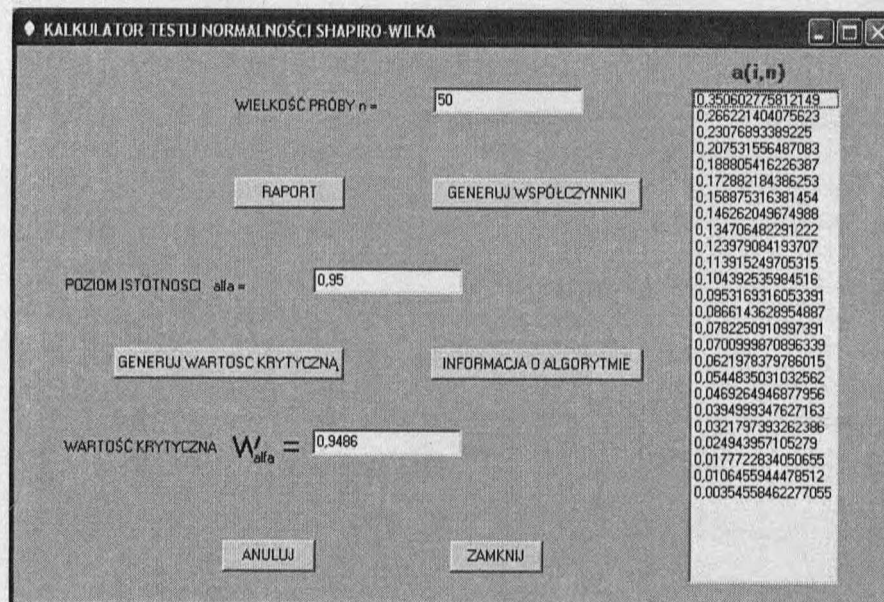 KALKULATOR TESTU NORMALNOŚCI SHAPIRO-WILKA
WIELKOŚĆ PRÓBY n =
50
RAPORT
GENERUJ WSPÓŁCZYNNIKI
POZIOM ISTOTNOSCI alfa =
0,95
GENERUJ WARTOSC KRYTYCZNĄ
INFORMACJA O ALGORYTMIE
WARTOŚĆ KRYTYCZNA W alfa =
0,9486
ANULUJ
ZAMKNIJ
a(i,n)
0,350602775812149
0,266221404075623
0,23076893389225
0,207531556487083
0,188805416226387
0,172882184386253
0,158875316381454
0,146262049674988
0,134706482291222
0,123979084193707
0,113915249705315
0,104392535984516
0,0953169316053391
0,0866143628954887
0,0782250910997391
0,0700999870896339
0,0621978379786015
0,0544835031032562
0,0469264946877956
0,0394999347627163
0,0321797393262386
0,024943957105279
0,0177722834050655
0,0106455944478512
0,00354558462277055